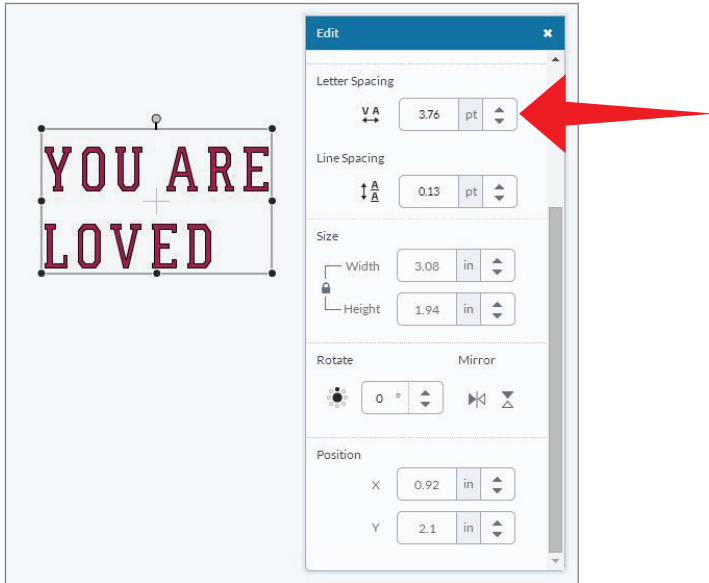 YOU ARE
LOVED
Edit
Letter Spacing
V A
3.76 pt
Line Spacing
A
A
0.13 pt
Size
Width 3.08 in
Height 1.94 in
Rotate Mirror
0 °
Position
X 0.92 in
Y 2.1 in